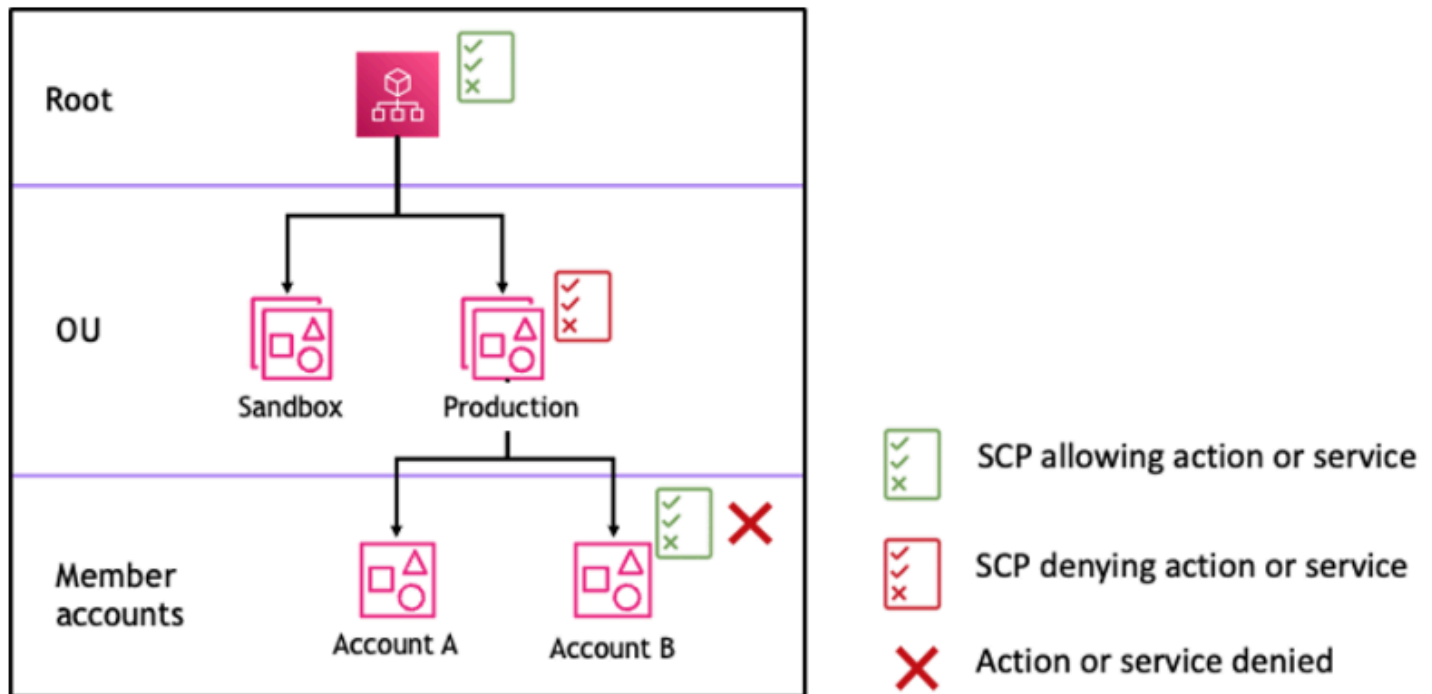 Root
OU
Sandbox
Production
Member
accounts
Account A
Account B
SCP allowing action or service
SCP denying action or service
Action or service denied